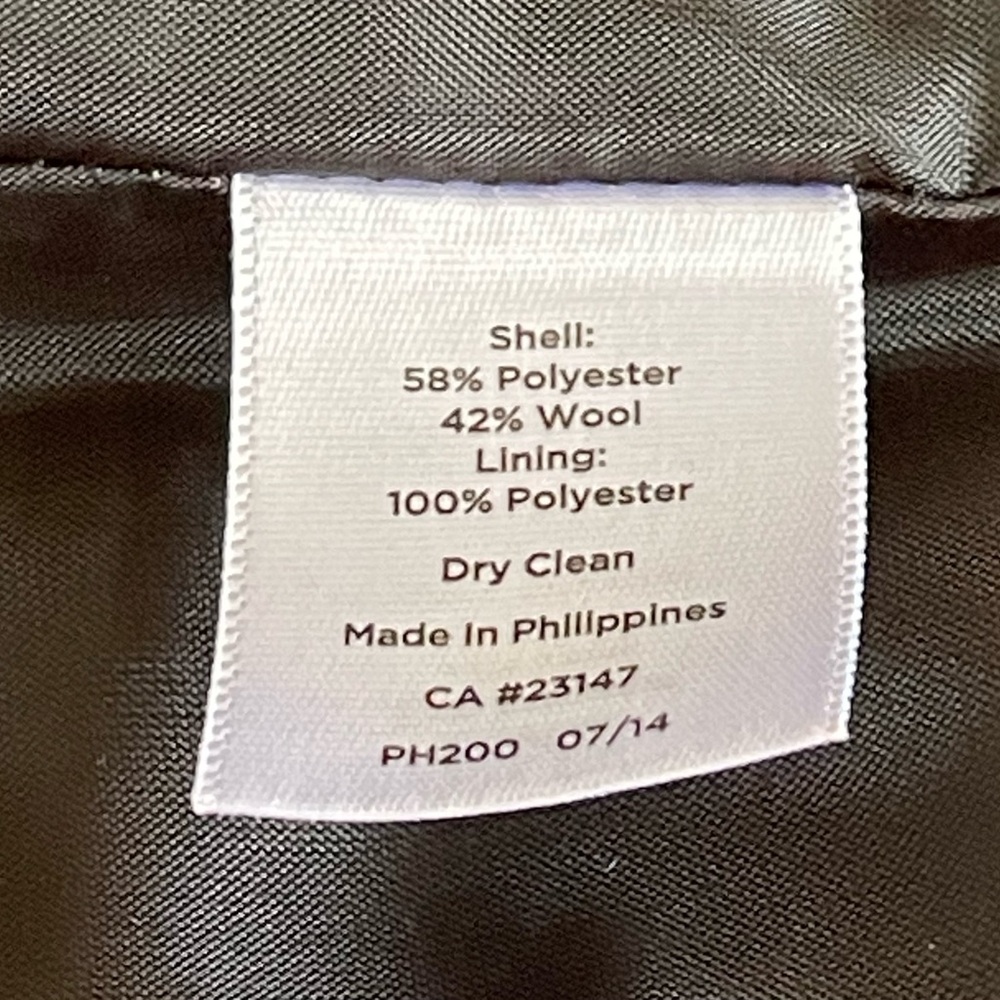 Shell:
58% Polyester
42% Wool
Lining:
100% Polyester
Dry Clean
Made in Philippines
CA #23147
PH200 07/14